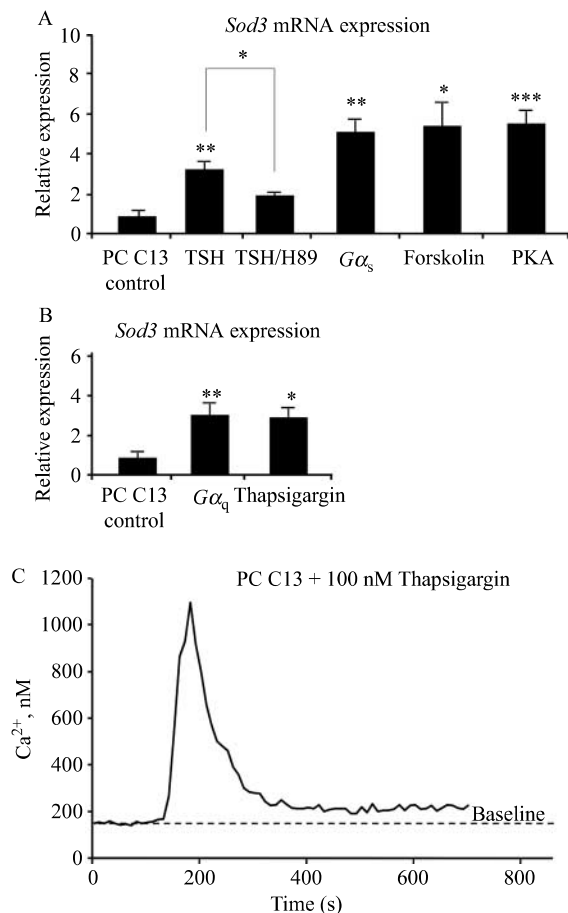 A
Sod3 mRNA expression
Relative expression
10
8
6
4
2
0
*
**
**
*
***
PC C13 control
TSH
TSH/H89
Gαs
Forskolin
PKA
B
Sod3 mRNA expression
Relative expression
6
4
2
0
**
*
PC C13 control
Gαq
Thapsigargin
C
PC C13 + 100 nM Thapsigargin
Ca2+, nM
1200
1000
800
600
400
200
0
Baseline
0 200 400 600 800
Time (s)